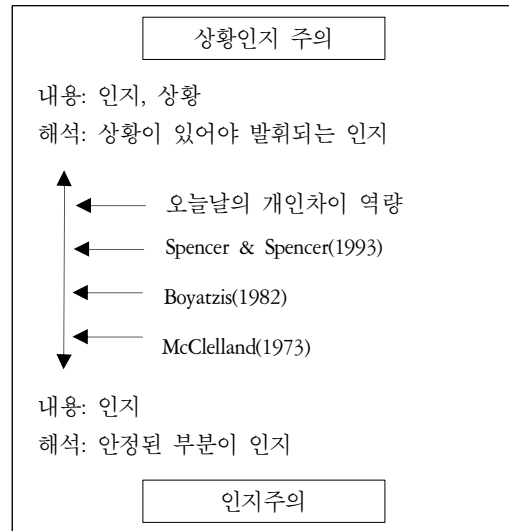 상황인지 주의
내용: 인지, 상황
해석: 상황이 있어야 발휘되는 인지
오늘날의 개인차이 역량
Spencer & Spencer(1993)
Boyatzis(1982)
McClelland(1973)
내용: 인지
해석: 안정된 부분이 인지
인지주의